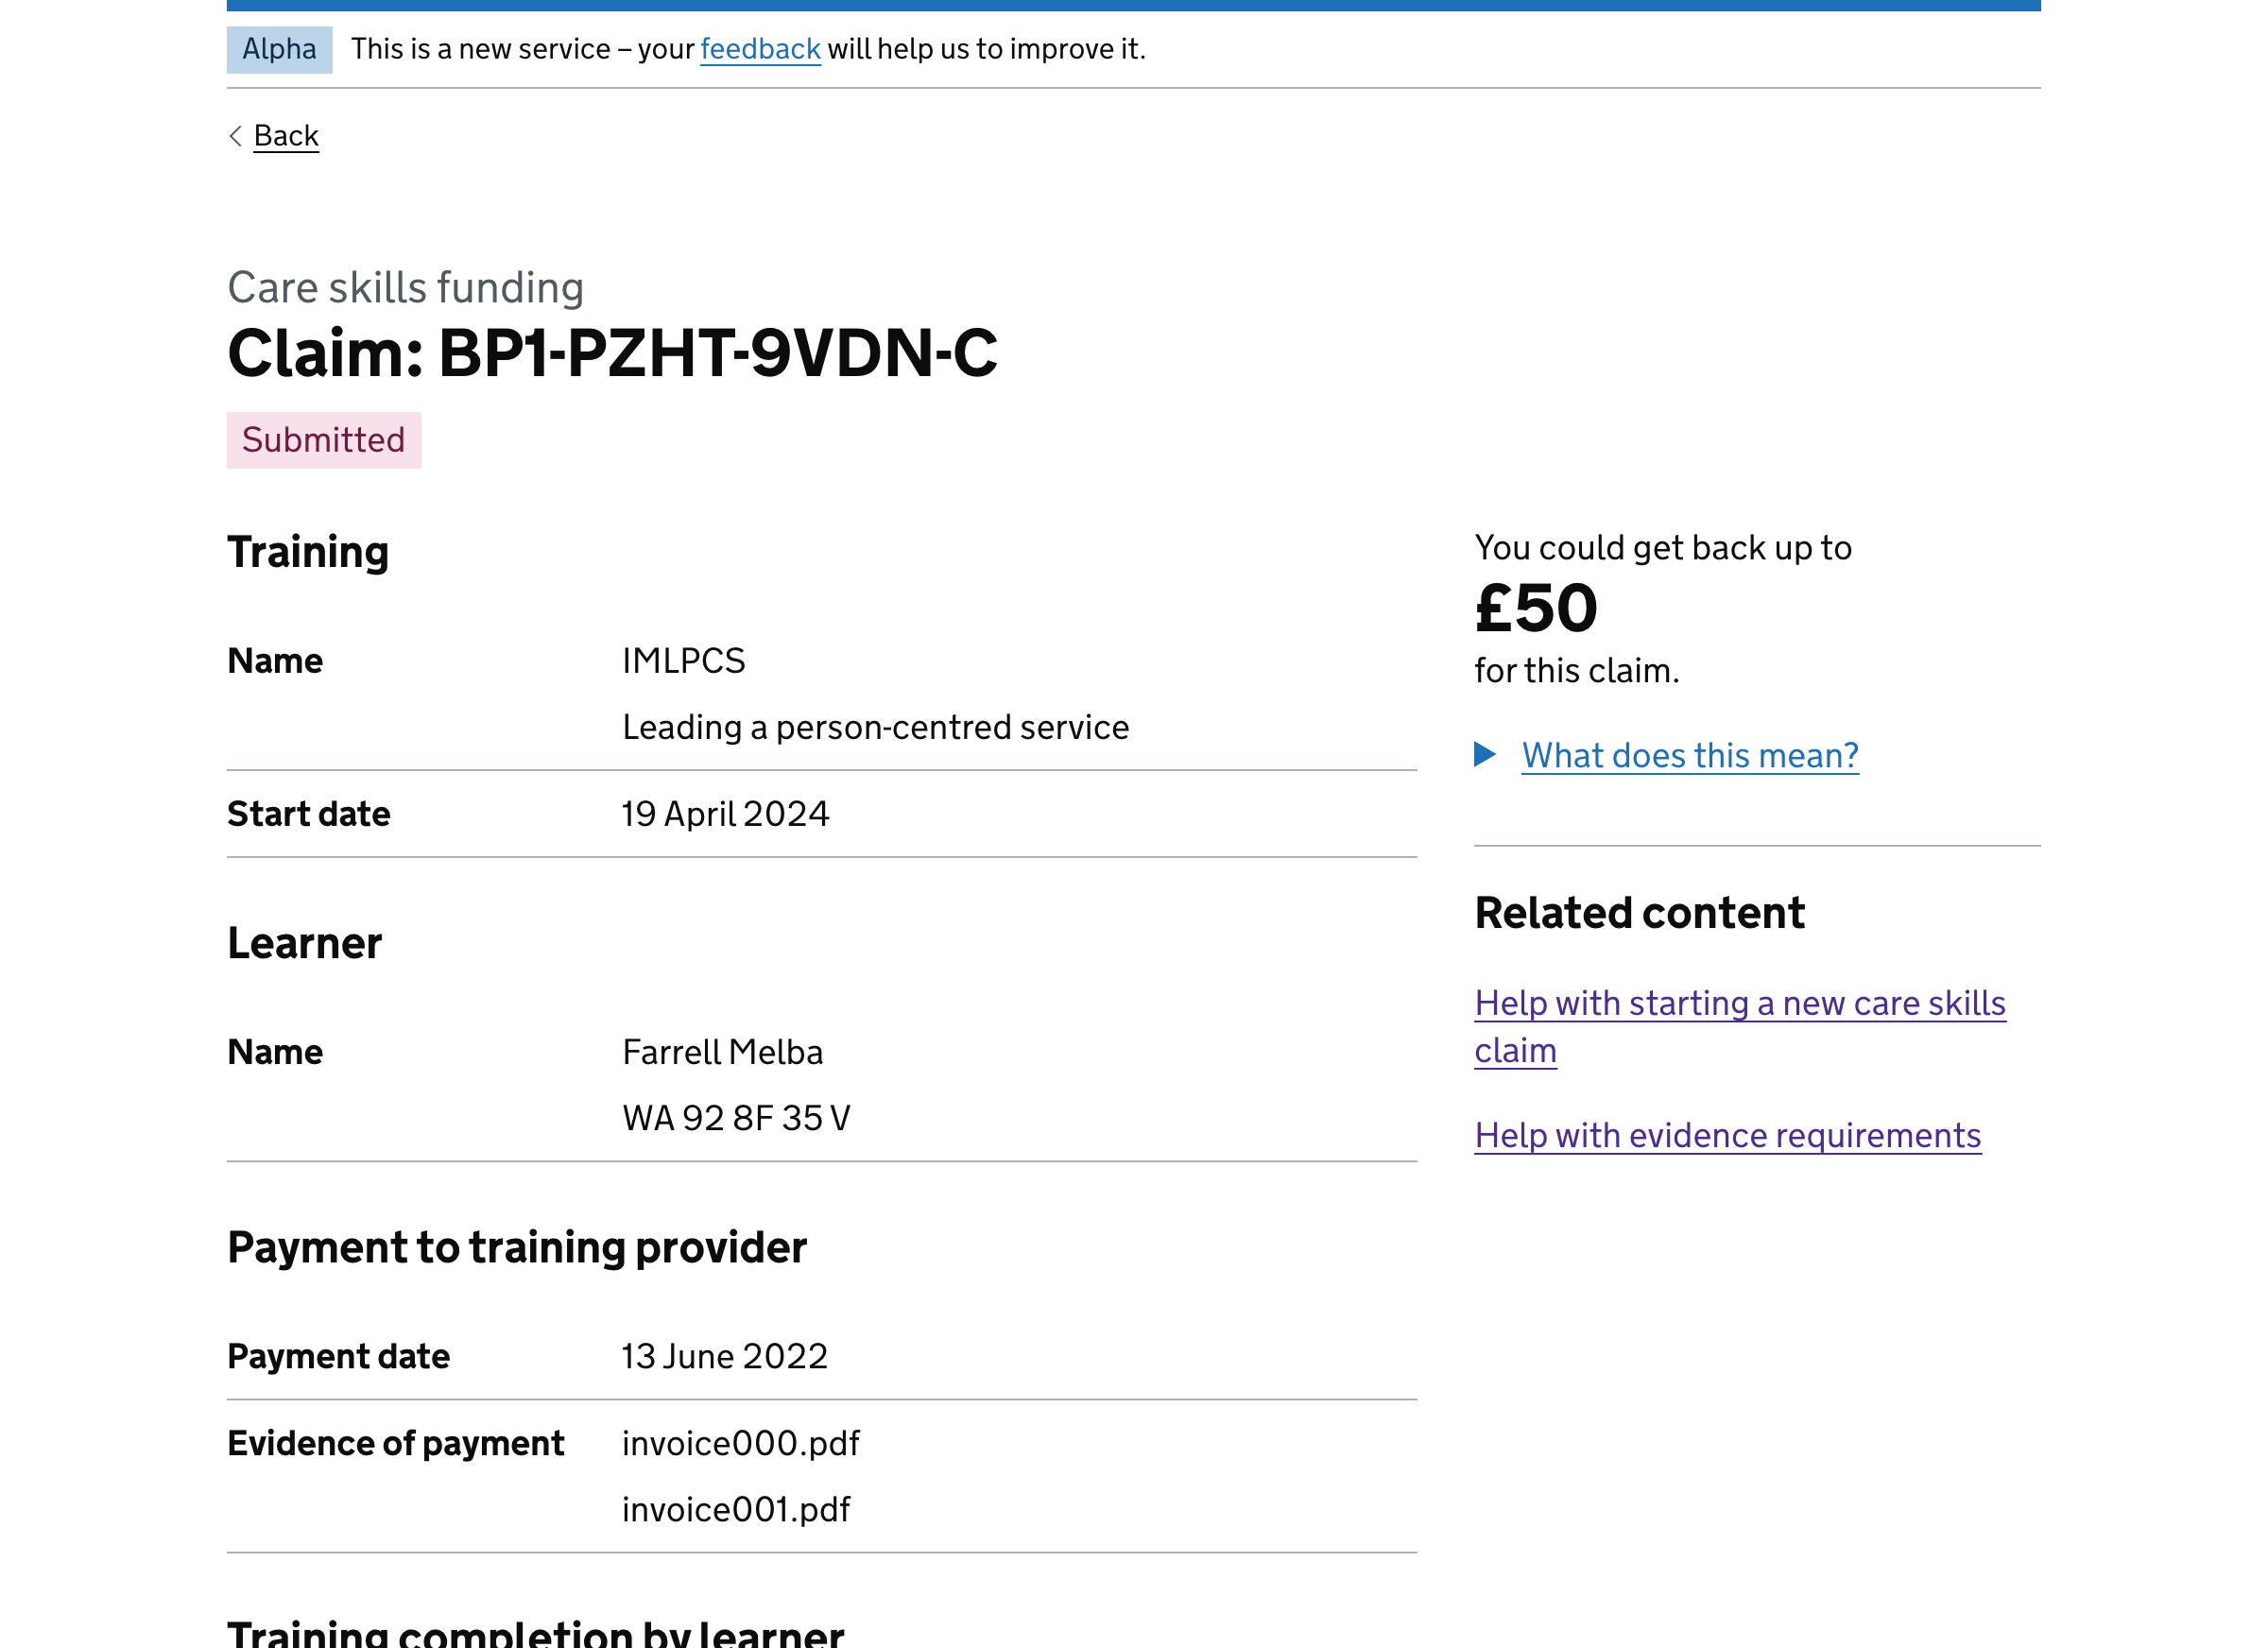 Alpha This is a new service – your feedback will help us to improve it.
Back
Care skills funding
Claim: BP1-PZHT-9VDN-C
Submitted
Training
Name IMLPCS
Leading a person-centred service
Start date 19 April 2024
Learner
Name Farrell Melba
WA 92 8F 35 V
Payment to training provider
Payment date 13 June 2022
Evidence of payment invoice000.pdf
invoice001.pdf
Training completion by learner
You could get back up to
£50
for this claim.
What does this mean?
Related content
Help with starting a new care skills
claim
Help with evidence requirements